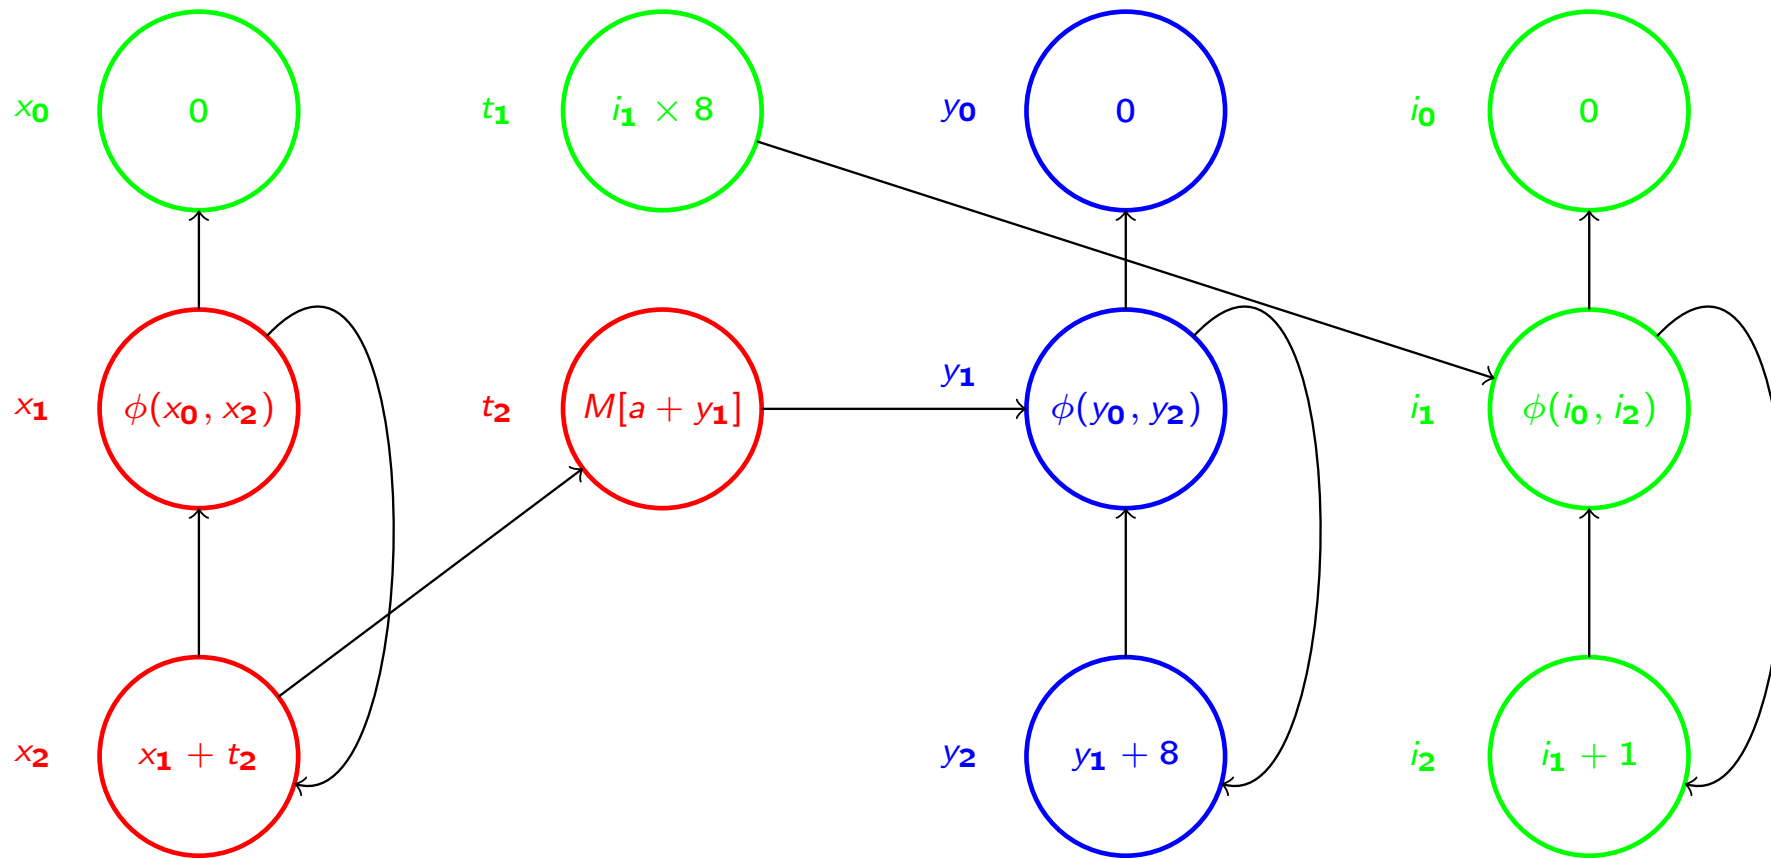 x₀ 0 t₁ i₁ × 8 y₀ 0 i₀ 0
x₁ ϕ(x₀, x₂) t₂ M[a + y₁] y₁ ϕ(y₀, y₂) i₁ ϕ(i₀, i₂)
x₂ x₁ + t₂ y₂ y₁ + 8 i₂ i₁ + 1